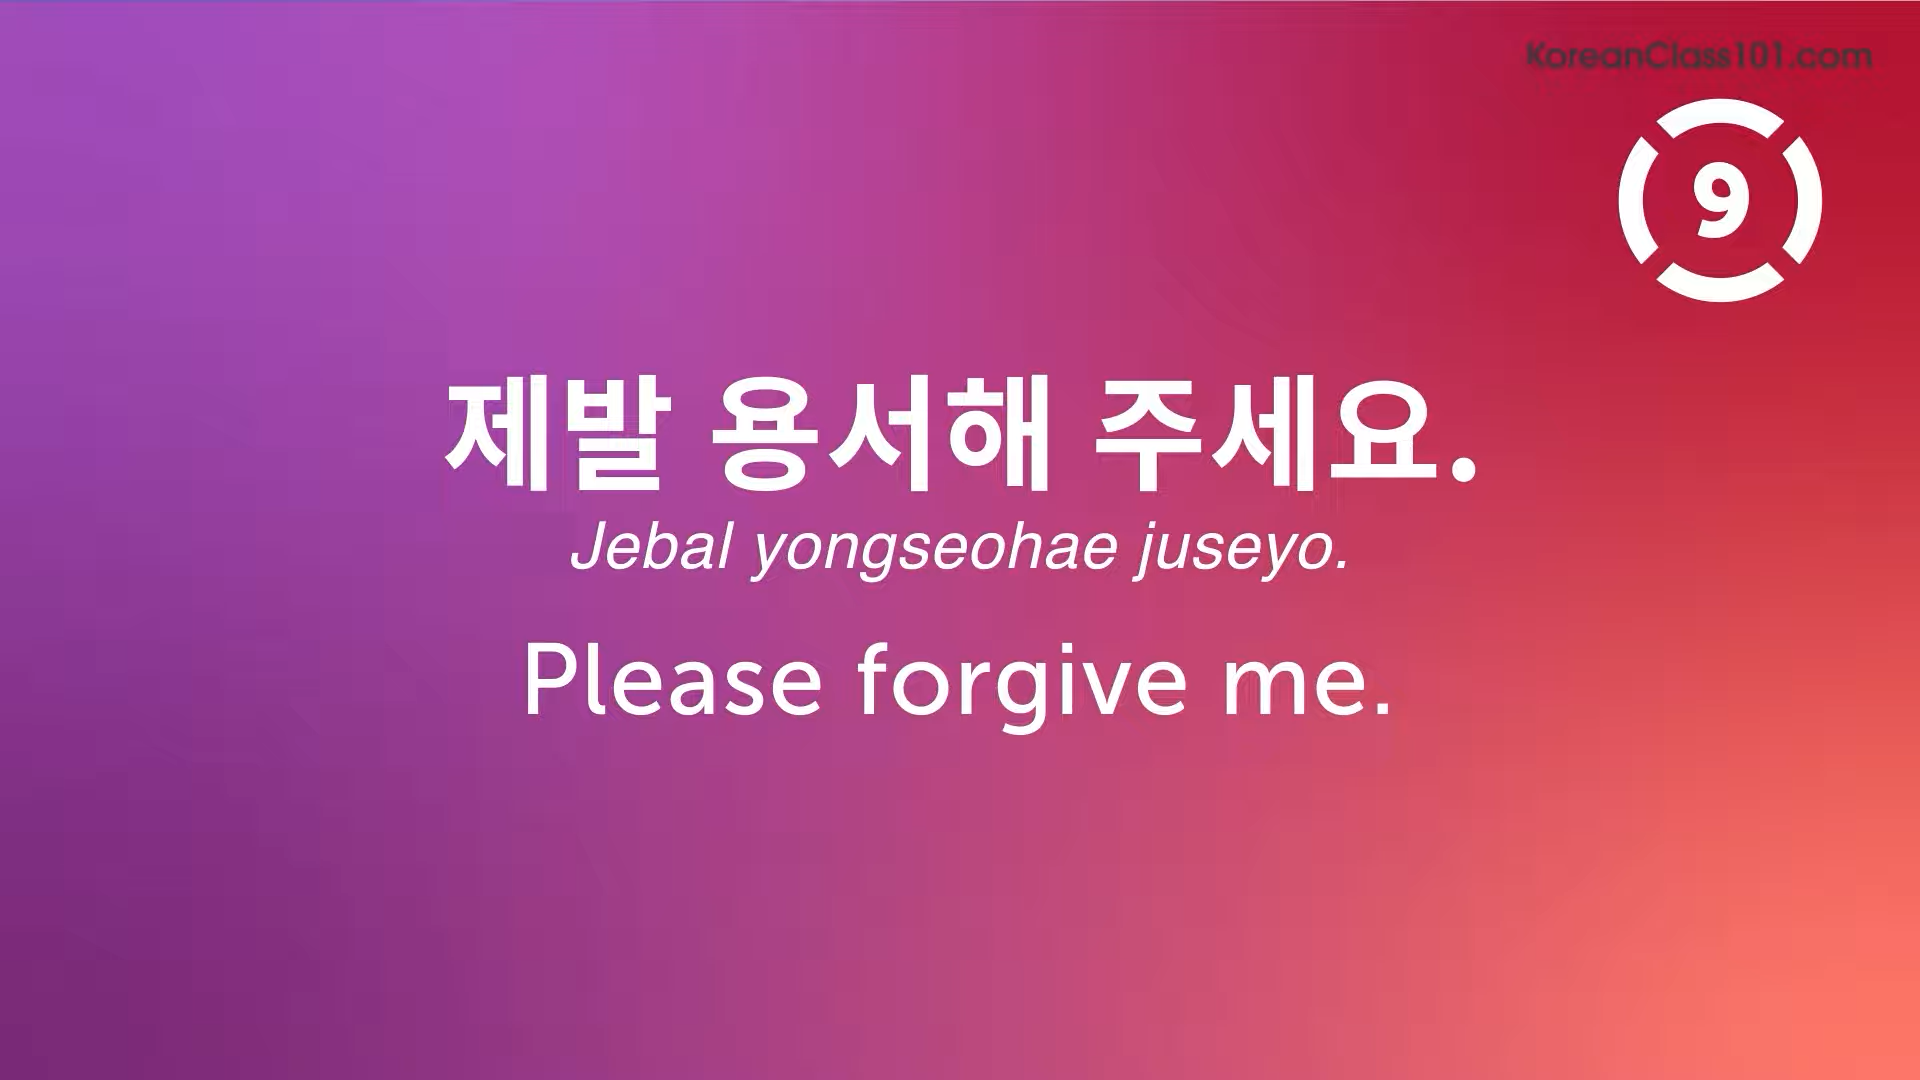 KoreanClass101.com
9
제발 용서해 주세요.
Jebal yongseohae juseyo.
Please forgive me.